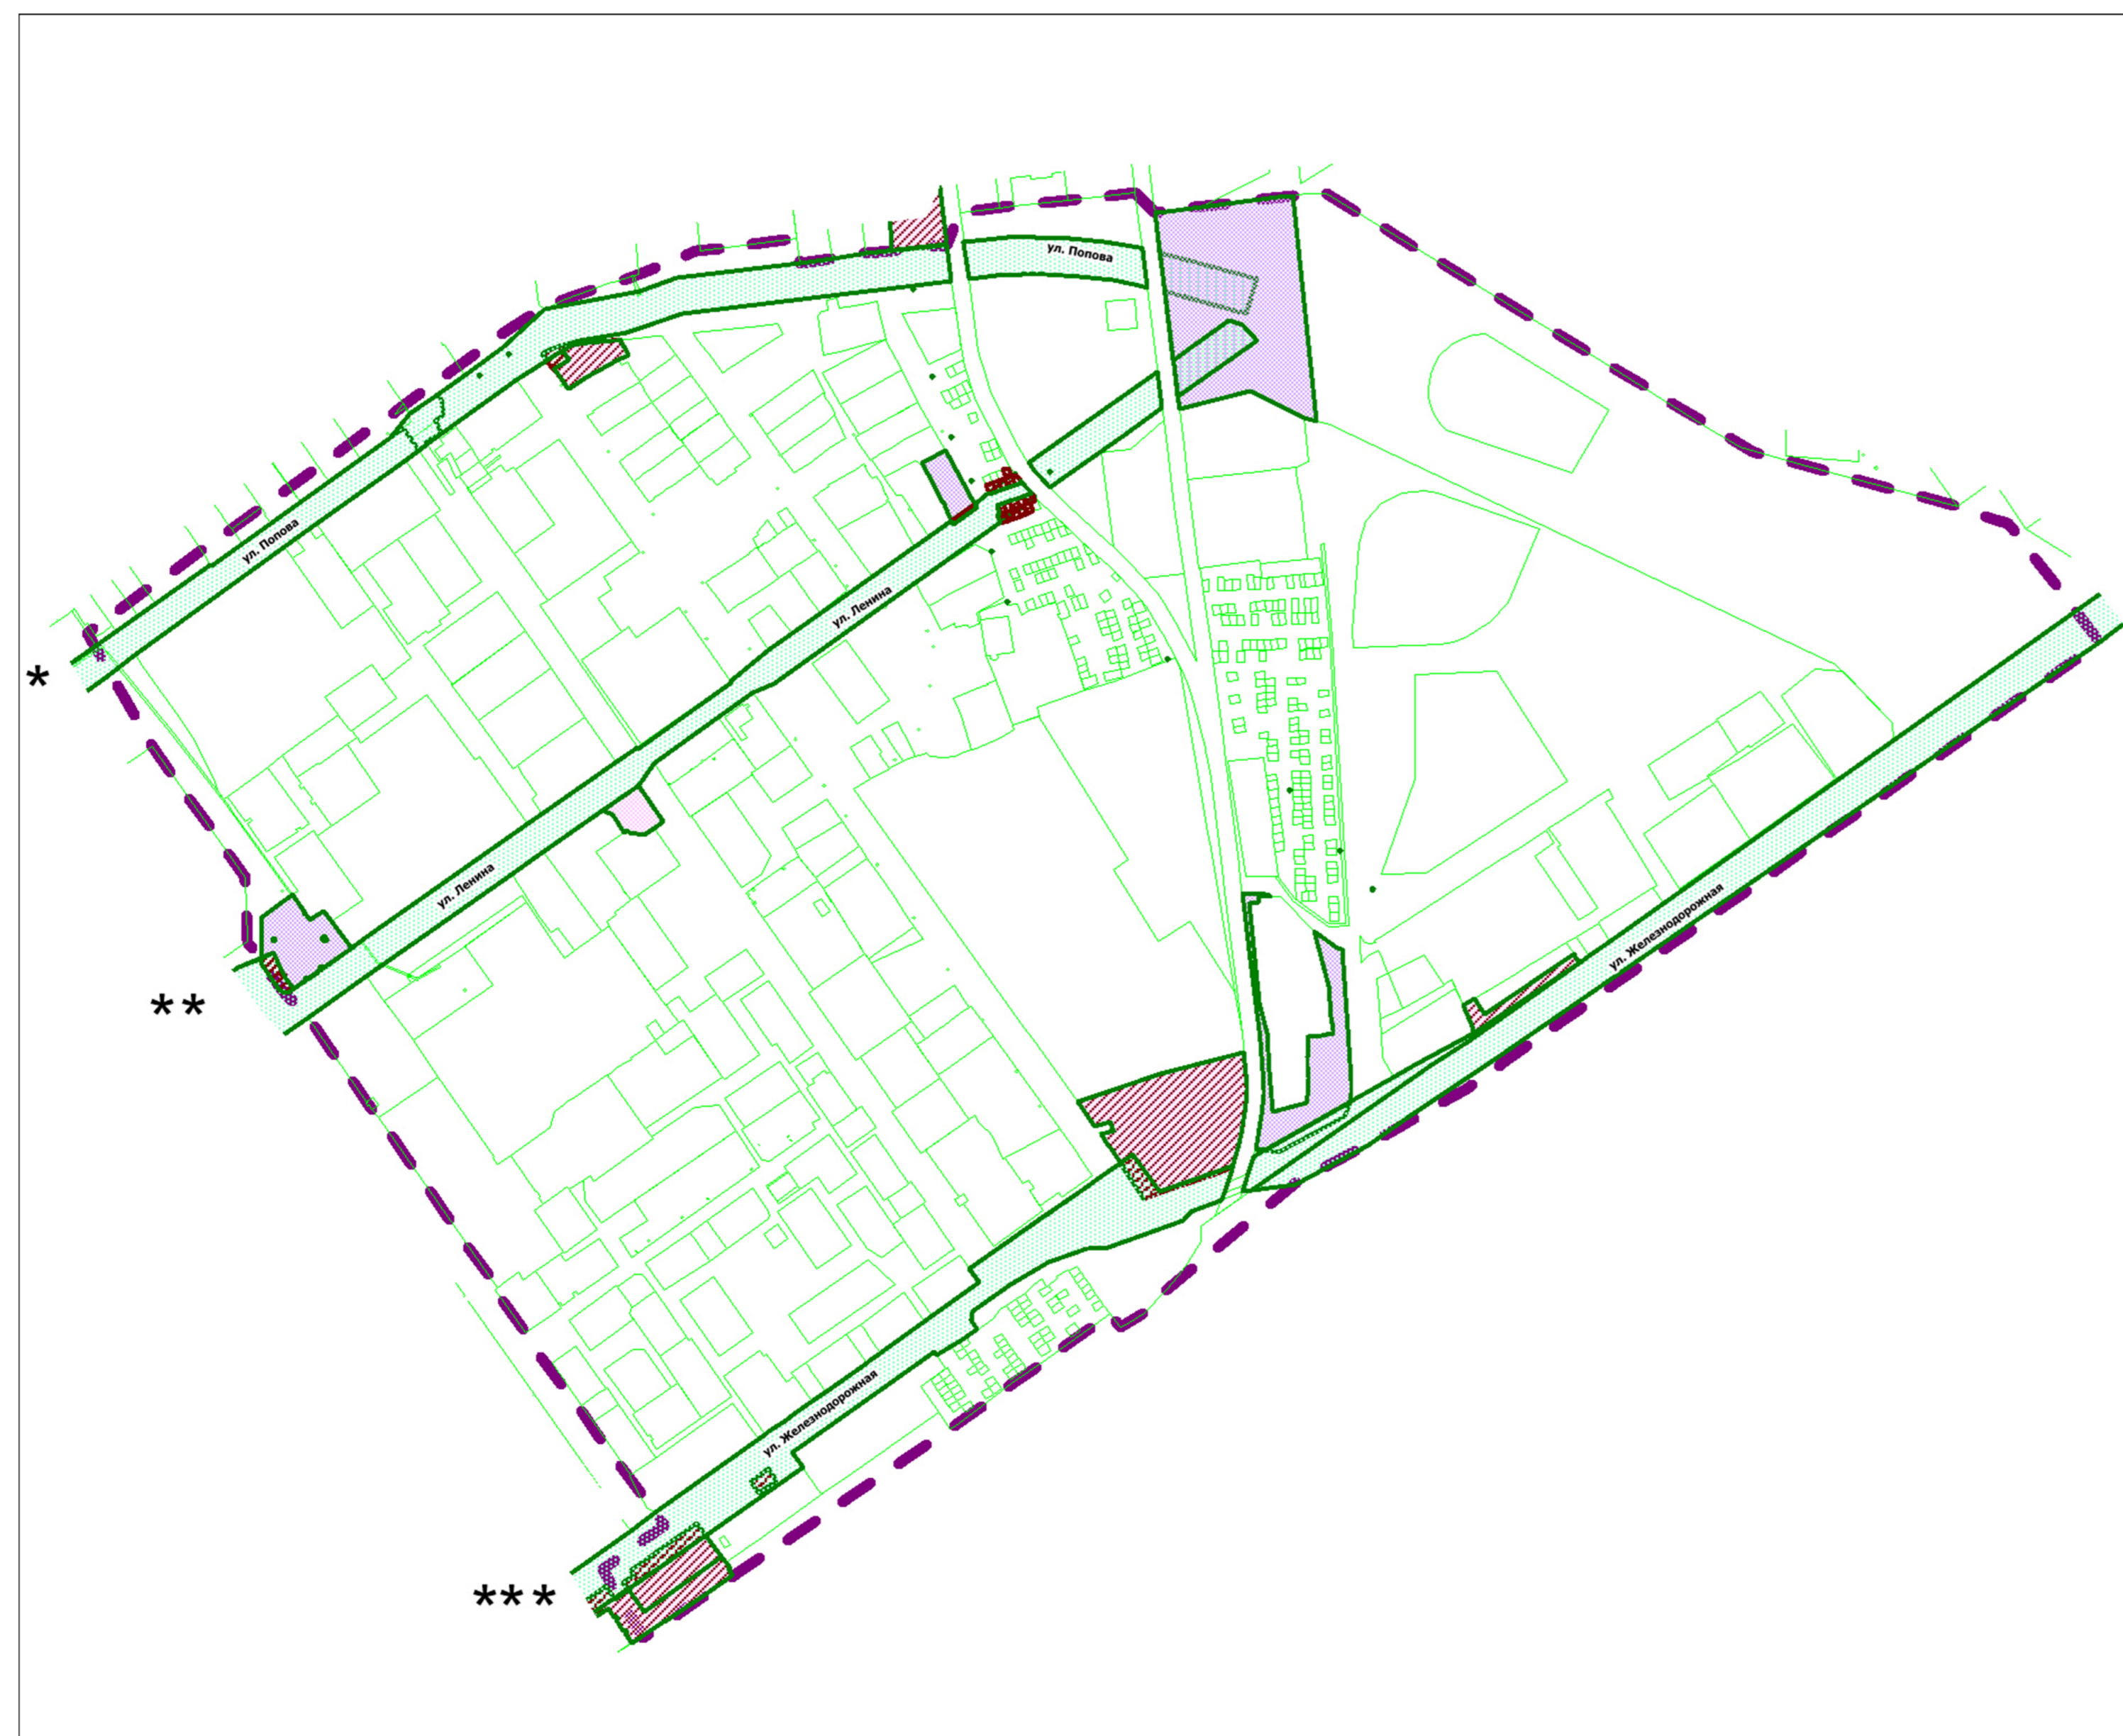 ул. Попова
ул. Попова
ул. Ленина
*
ул. Ленина
ул. Железнодорожная
**
ул. Железнодорожная
***